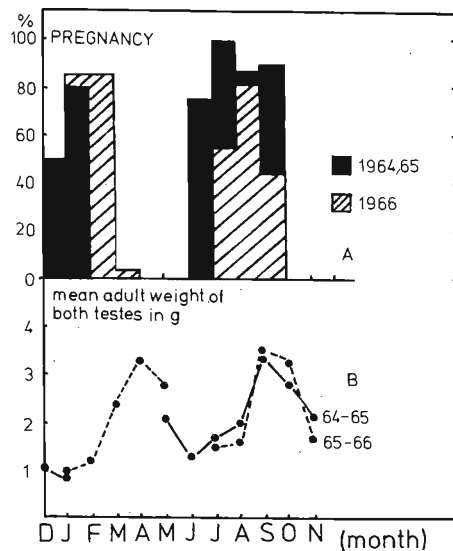 %
100
PREGNANCY
80
60
40
20
0
1964,65
1966
A
mean adult weight of
both testes in g
4
3
2
1
B
64-65
65-66
D J F M A M J J A S O N (month)